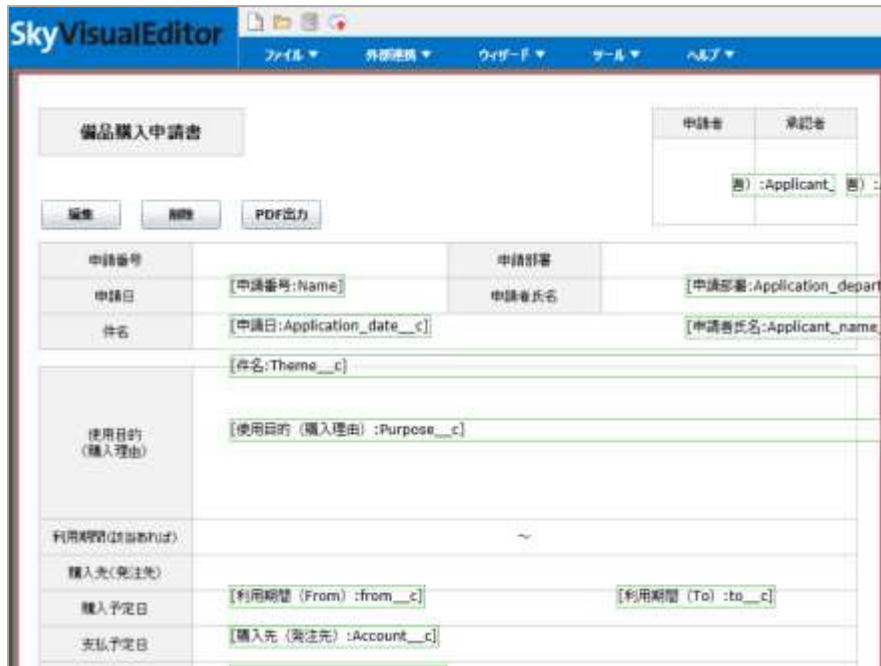 SkyVisualEditor
ファイル▼ 外部連携▼ ウィザード▼ ツール▼ ヘルプ▼
備品購入申請書
申請者 承認者
者）:Applicant_ 者）:
編集 削除 PDF出力
申請番号 申請部署
[申請番号:Name] [申請部署:Application_depart
申請日 申請者氏名
[申請日:Application_date__c] [申請者氏名:Applicant_name_
件名
[件名:Theme__c]
使用目的
（購入理由）
[使用目的（購入理由）:Purpose__c]
利用期間(該当あれば) ～
購入先(発注先)
[利用期間（From）:from__c] [利用期間（To）:to__c]
購入予定日
[購入先（発注先）:Account__c]
支払予定日